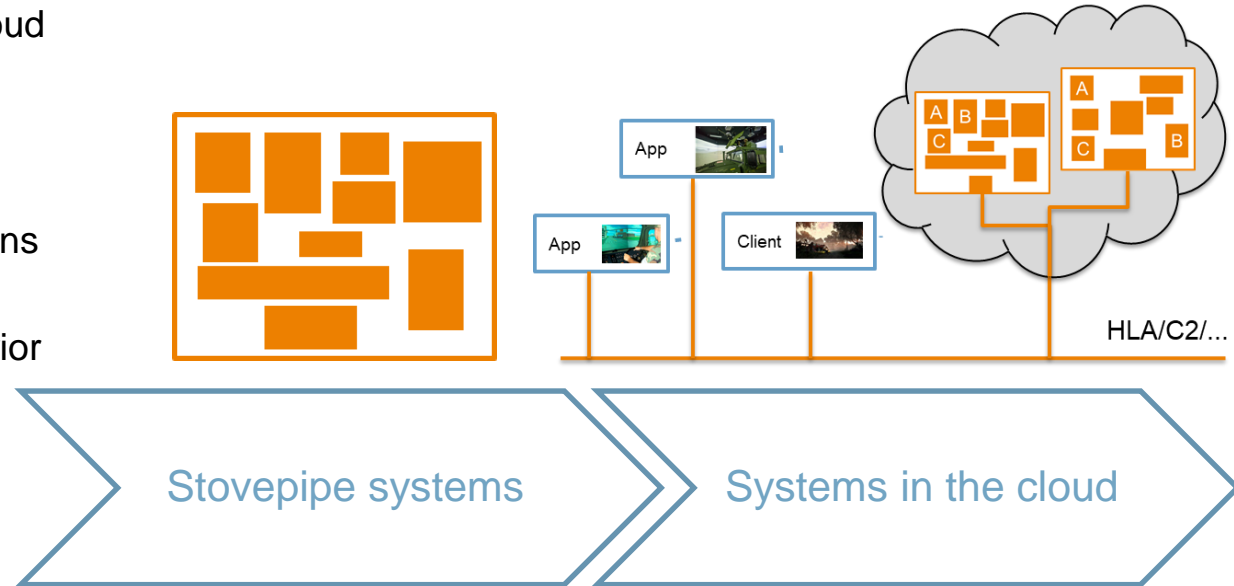 oud
ns
ior
App
App
Client
A
B
C
A
C
B
HLA/C2/...
Stovepipe systems
Systems in the cloud